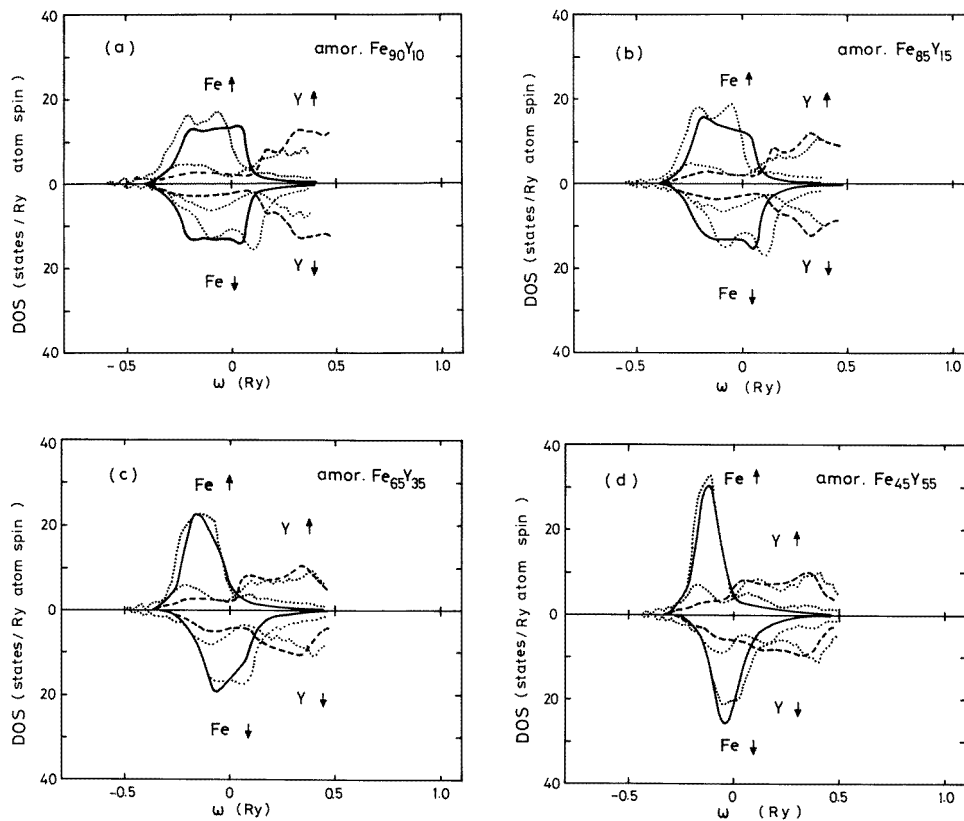 (a) amor. Fe90Y10
Fe ↑
Y ↑
Fe ↓
Y ↓
40
20
0
20
40
DOS (states / Ry atom spin)
-0.5 0 0.5 1.0
ω (Ry)
(b) amor. Fe85Y15
Fe ↑
Y ↑
Fe ↓
Y ↓
40
20
0
20
40
DOS (states / Ry atom spin)
-0.5 0 0.5 1.0
ω (Ry)
(c) amor. Fe65Y35
Fe ↑
Y ↑
Y ↓
Fe ↓
40
20
0
20
40
DOS (states / Ry atom spin)
-0.5 0 0.5 1.0
ω (Ry)
(d) amor. Fe45Y55
Fe ↑
Y ↑
Y ↓
Fe ↓
40
20
0
20
40
DOS (states / Ry atom spin)
-0.5 0 0.5 1.0
ω (Ry)